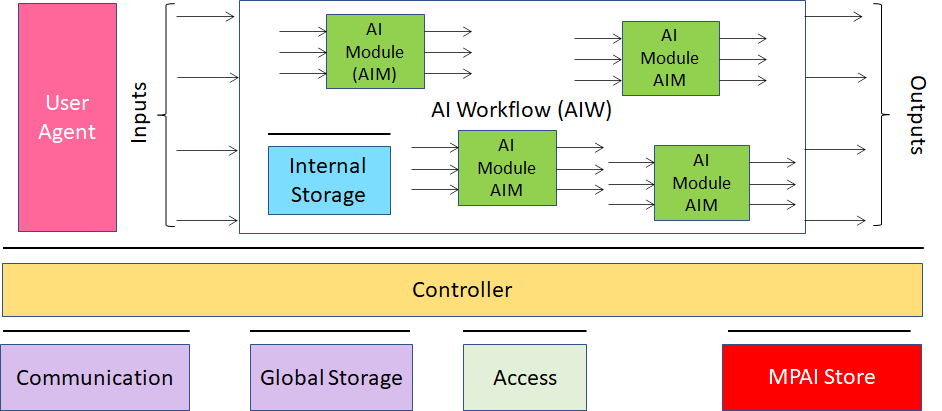 User
Agent
Inputs
AI
Module
(AIM)
AI
Module
AIM
AI Workflow (AIW)
Internal
Storage
AI
Module
AIM
AI
Module
AIM
Outputs
Controller
Communication
Global Storage
Access
MPAI Store